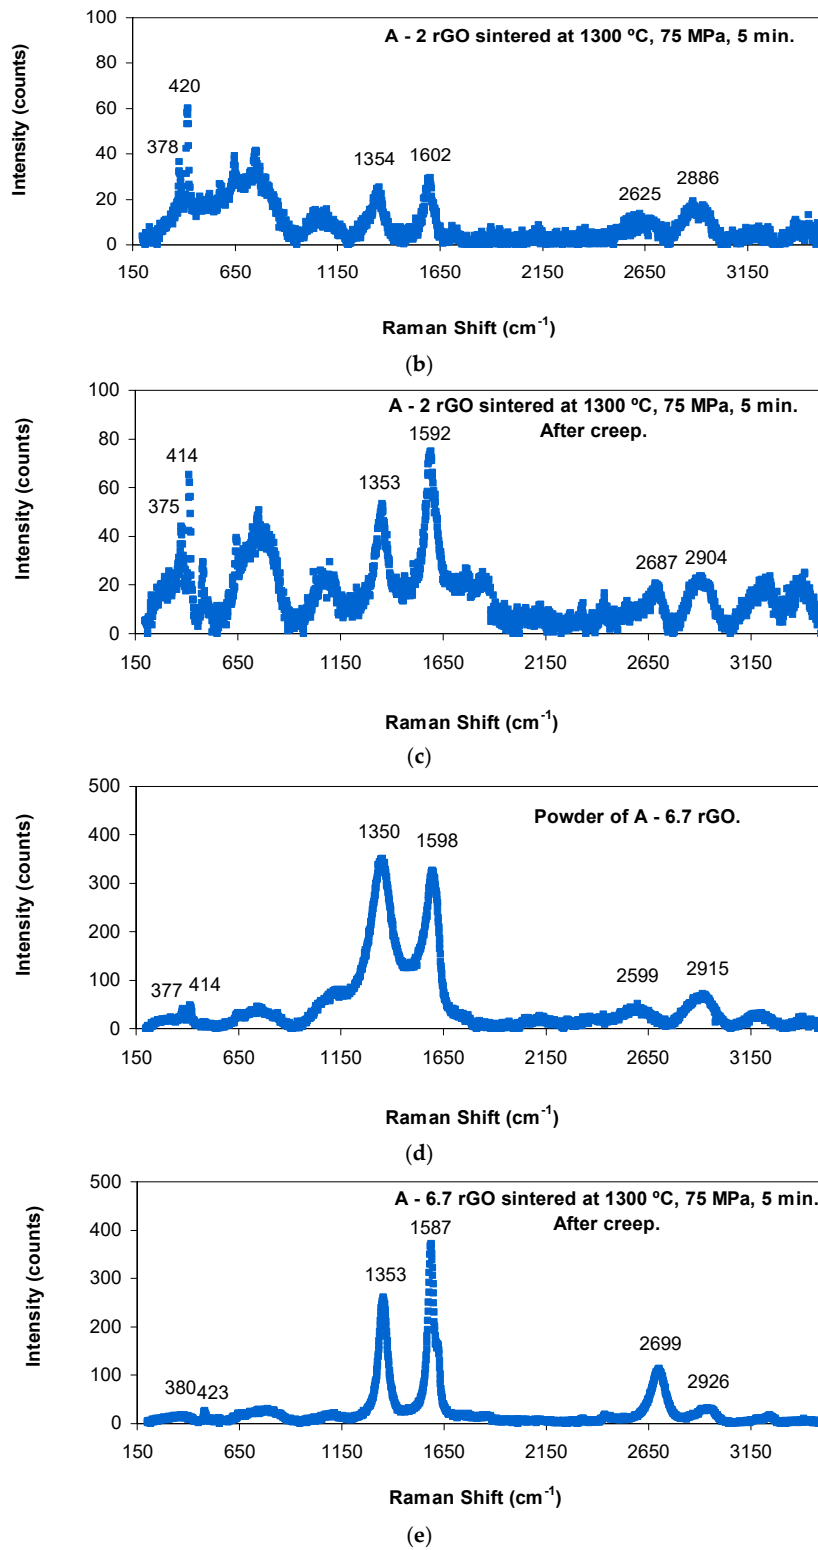 100
A - 2 rGO sintered at 1300 ºC, 75 MPa, 5 min.
80
420
60
378
1354
1602
40
2625
2886
20
0
150 650 1150 1650 2150 2650 3150
Intensity (counts)
Raman Shift (cm-1)
(b)
100
A - 2 rGO sintered at 1300 ºC, 75 MPa, 5 min.
After creep.
1592
80
414
1353
60
375
40
2687 2904
20
0
150 650 1150 1650 2150 2650 3150
Intensity (counts)
Raman Shift (cm-1)
(c)
500
Powder of A - 6.7 rGO.
400
1350
1598
300
200
2599
2915
100
377 414
0
150 650 1150 1650 2150 2650 3150
Intensity (counts)
Raman Shift (cm-1)
(d)
500
A - 6.7 rGO sintered at 1300 ºC, 75 MPa, 5 min.
After creep.
1587
400
1353
300
200
2699
100
380 423
2926
0
150 650 1150 1650 2150 2650 3150
Intensity (counts)
Raman Shift (cm-1)
(e)